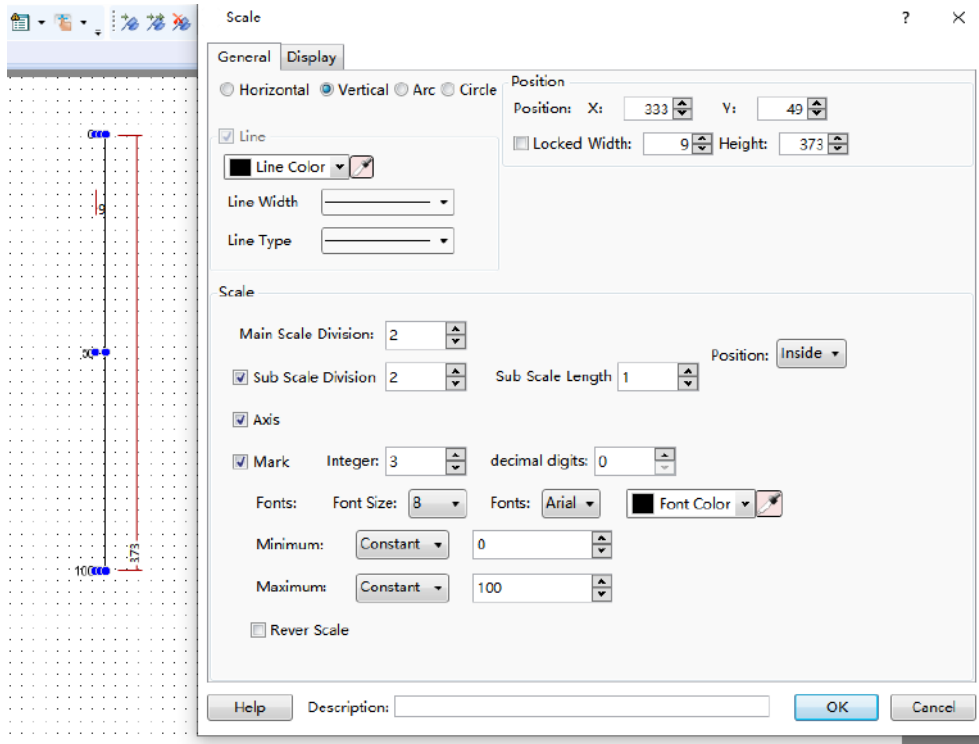 Scale
?
General Display
Horizontal Vertical Arc Circle
Position
Position: X: 333 Y: 49
Locked Width: 9 Height: 373
Line
Line Color
Line Width
Line Type
Scale
Main Scale Division: 2
Position: Inside
Sub Scale Division 2 Sub Scale Length 1
Axis
Mark Integer: 3 decimal digits: 0
Fonts: Font Size: 8 Fonts: Arial Font Color
Minimum: Constant 0
Maximum: Constant 100
Rever Scale
Help Description: OK Cancel
0
9
50
373
100